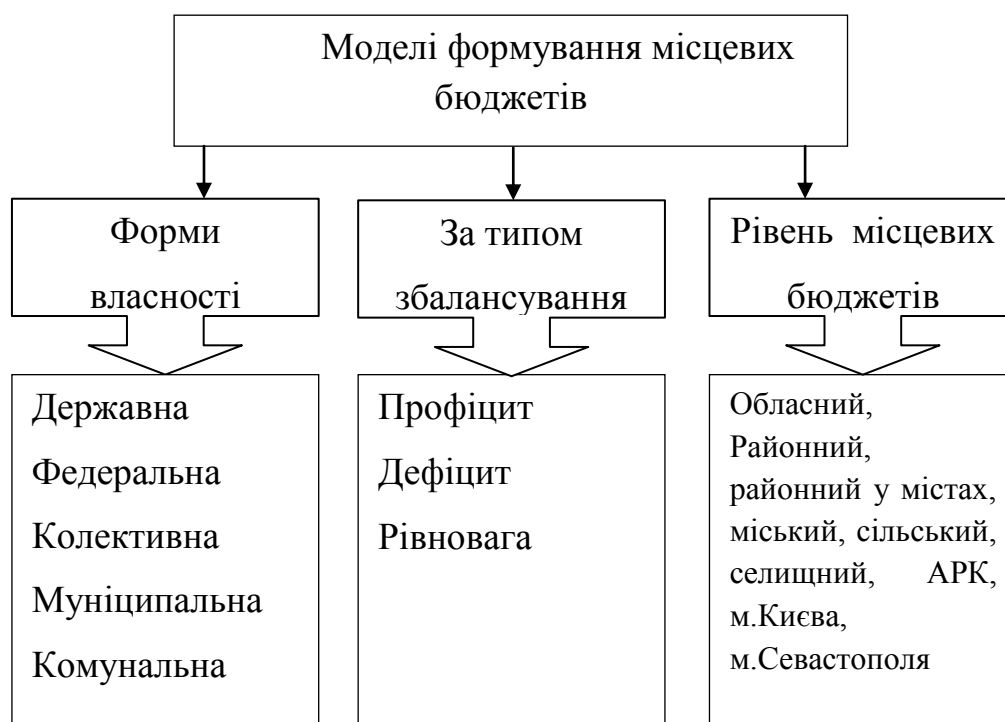 Моделі формування місцевих
бюджетів
Форми
власності
За типом
збалансування
Рівень місцевих
бюджетів
Державна
Федеральна
Колективна
Муніципальна
Комунальна
Профіцит
Дефіцит
Рівновага
Обласний,
Районний,
районний у містах,
міський, сільський,
селищний, АРК,
м.Києва,
м.Севастополя